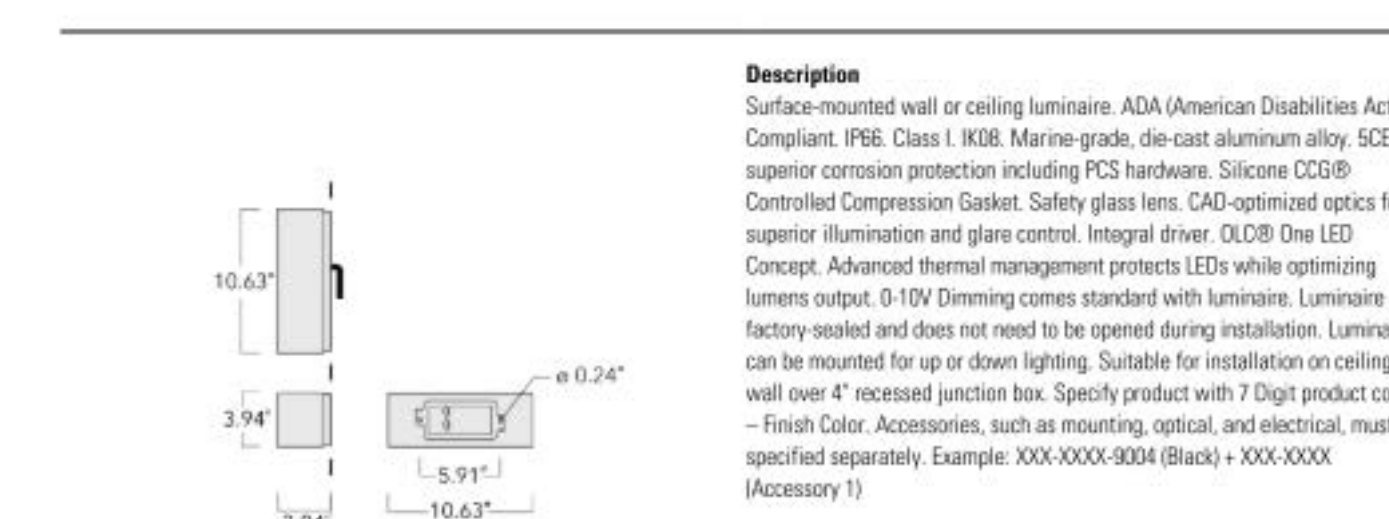 Description
Surface-mounted wall or ceiling luminaire. ADA (American Disabilities Act
Compliant. IP66. Class I. IK08. Marine-grade, die-cast aluminum alloy. 5CE
superior corrosion protection including PCS hardware. Silicone CCG®
Controlled Compression Gasket. Safety glass lens. CAD-optimized optics f
superior illumination and glare control. Integral driver. OLC® One LED
Concept. Advanced thermal management protects LEDs while optimizing
lumens output. 0-10V Dimming comes standard with luminaire. Luminaire
factory-sealed and does not need to be opened during installation. Lumina
can be mounted for up or down lighting. Suitable for installation on ceiling
wall over 4" recessed junction box. Specify product with 7 Digit product co
– Finish Color. Accessories, such as mounting, optical, and electrical, must
specified separately. Example: XXX-XXXX-9004 (Black) + XXX-XXXX
(Accessory 1)
10.63"
ø 0.24"
3.94"
5.91"
10.63"